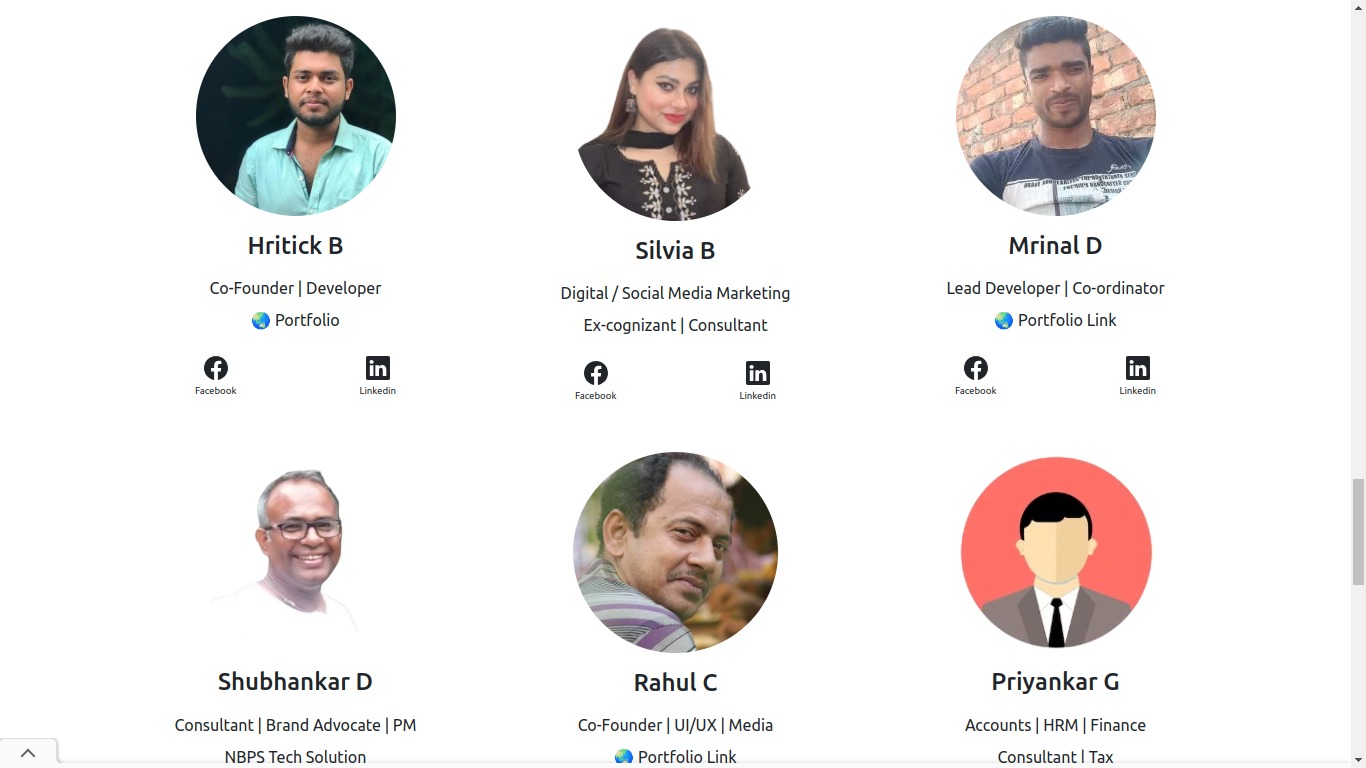 Hritick B
Co-Founder | Developer
🌏 Portfolio
Facebook
Linkedin
Silvia B
Digital / Social Media Marketing
Ex-cognizant | Consultant
Facebook
Linkedin
Mrinal D
Lead Developer | Co-ordinator
🌏 Portfolio Link
Facebook
Linkedin
Shubhankar D
Consultant | Brand Advocate | PM
NBPS Tech Solution
Rahul C
Co-Founder | UI/UX | Media
🌏 Portfolio Link
Priyankar G
Accounts | HRM | Finance
Consultant | Tax